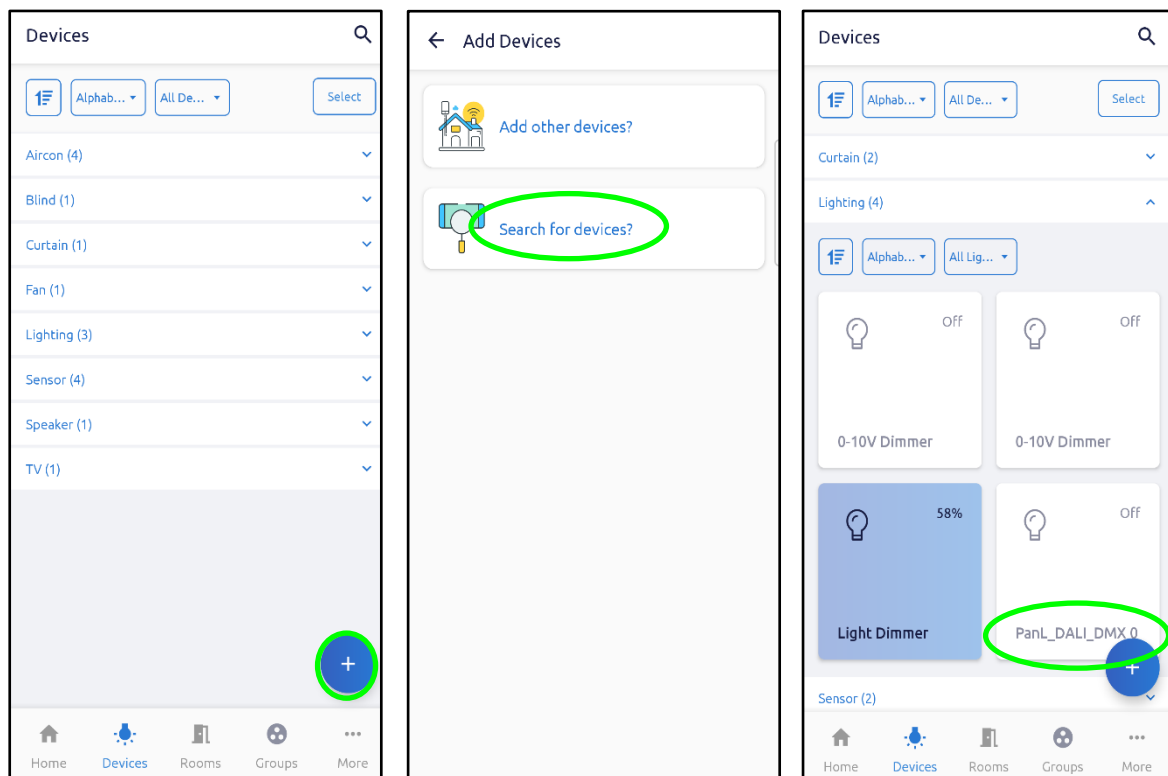 Devices
Alphab...
All De...
Select
Aircon (4)
Blind (1)
Curtain (1)
Fan (1)
Lighting (3)
Sensor (4)
Speaker (1)
TV (1)
+
Home Devices Rooms Groups More
Add Devices
Add other devices?
Search for devices?
Devices
Alphab...
All De...
Select
Curtain (2)
Lighting (4)
Alphab...
All Lig...
Off
0-10V Dimmer
Off
0-10V Dimmer
58%
Light Dimmer
Off
PanL_DALI_DMX 0
+
Sensor (2)
Home Devices Rooms Groups More